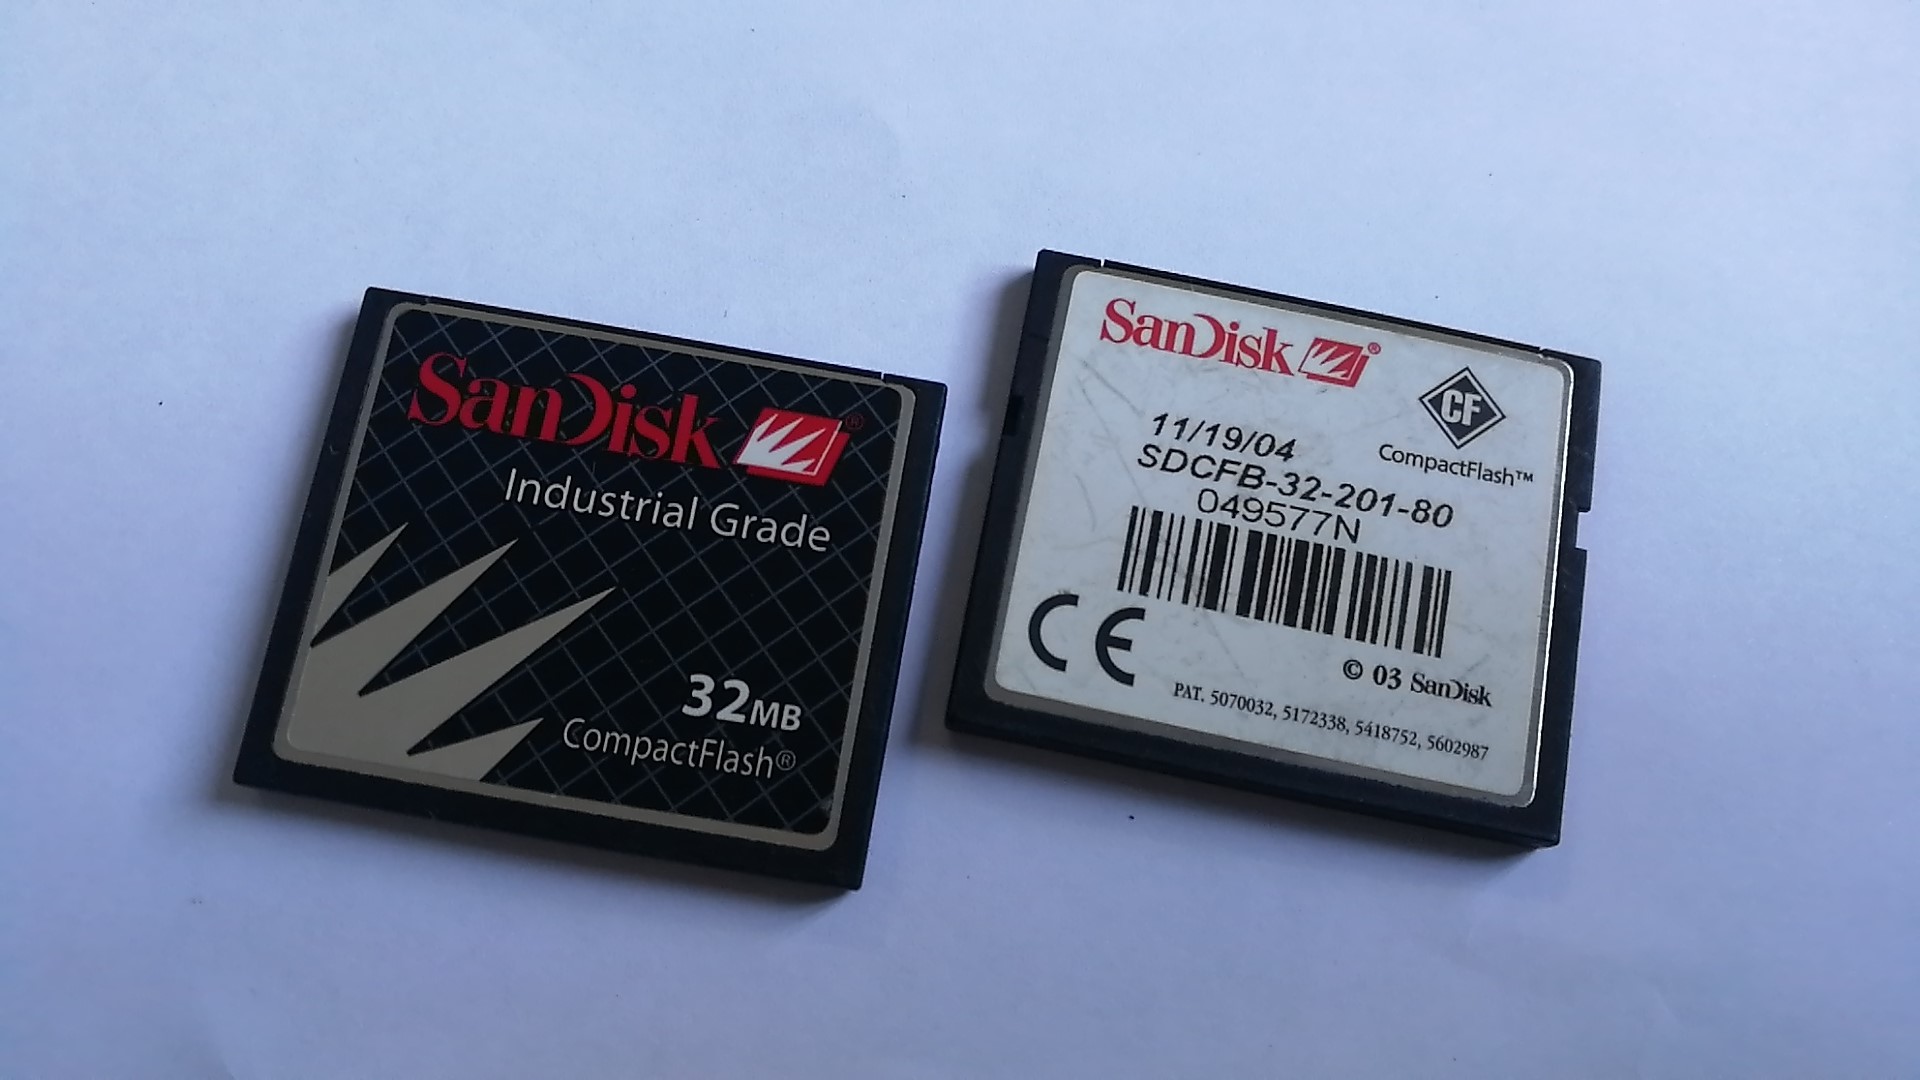 SanDisk ®
Industrial Grade
32MB
CompactFlash®
SanDisk ®
CF
CompactFlash™
11/19/04
SDCFB-32-201-80
049577N
CE
© 03 SanDisk
PAT. 5070032, 5172338, 5418752, 5602987